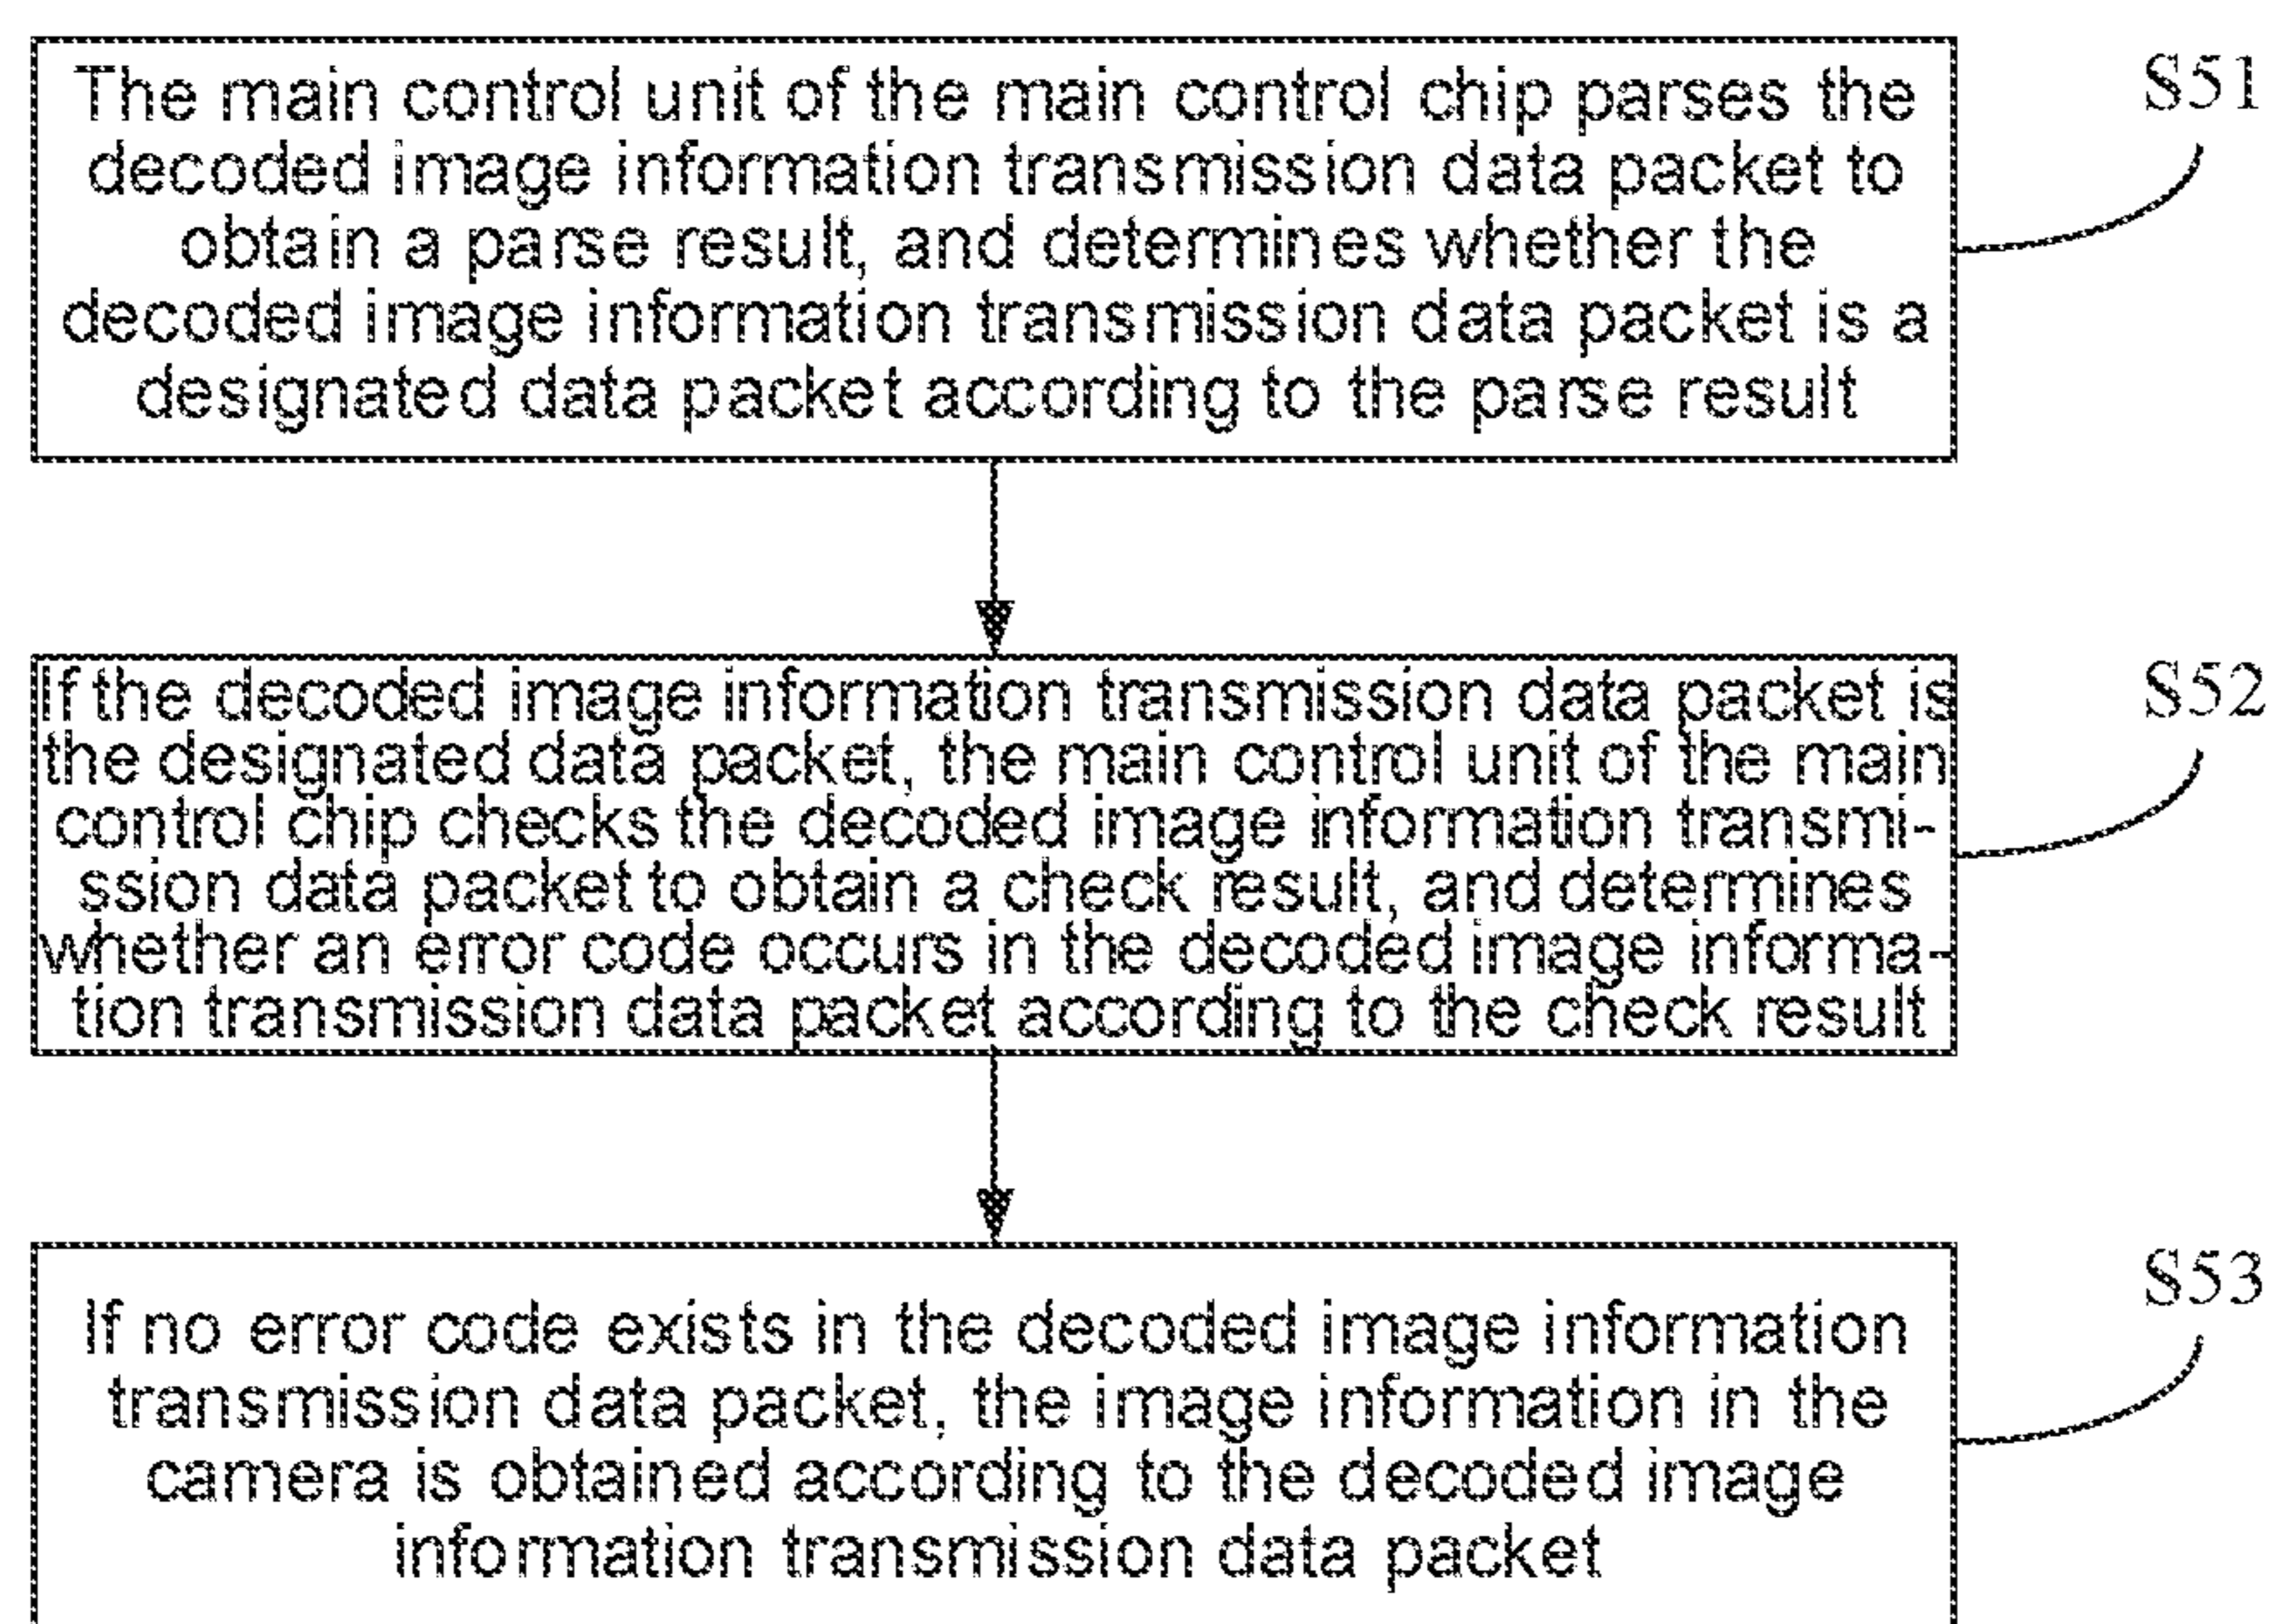 The main control unit of the main control chip parses the
decoded image information transmission data packet to
obtain a parse result, and determines whether the
decoded image information transmission data packet is a
designated data packet according to the parse result
S51
If the decoded image information transmission data packet is
the designated data packet, the main control unit of the main
control chip checks the decoded image information transmi-
ssion data packet to obtain a check result, and determines
whether an error code occurs in the decoded image informa-
tion transmission data packet according to the check result
S52
If no error code exists in the decoded image information
transmission data packet, the image information in the
camera is obtained according to the decoded image
information transmission data packet
S53